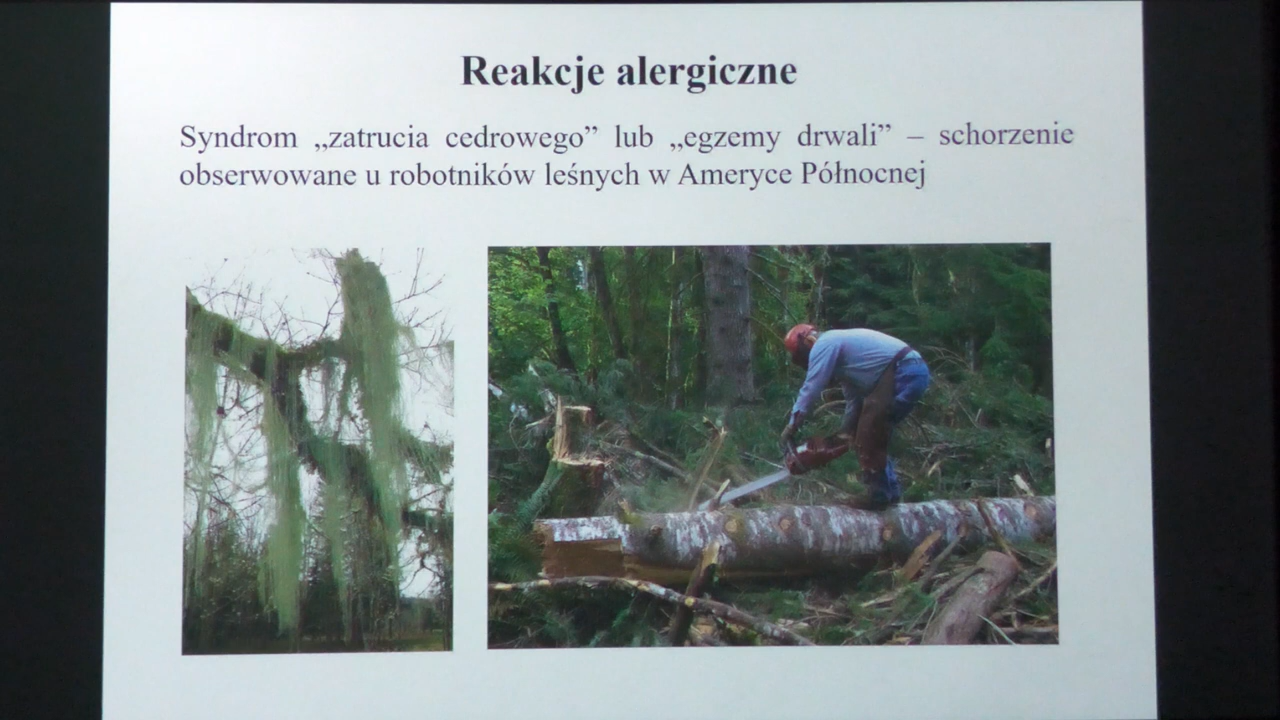 Reakcje alergiczne
Syndrom „zatrucia cedrowego” lub „egzemy drwali” – schorzenie
obserwowane u robotników leśnych w Ameryce Północnej